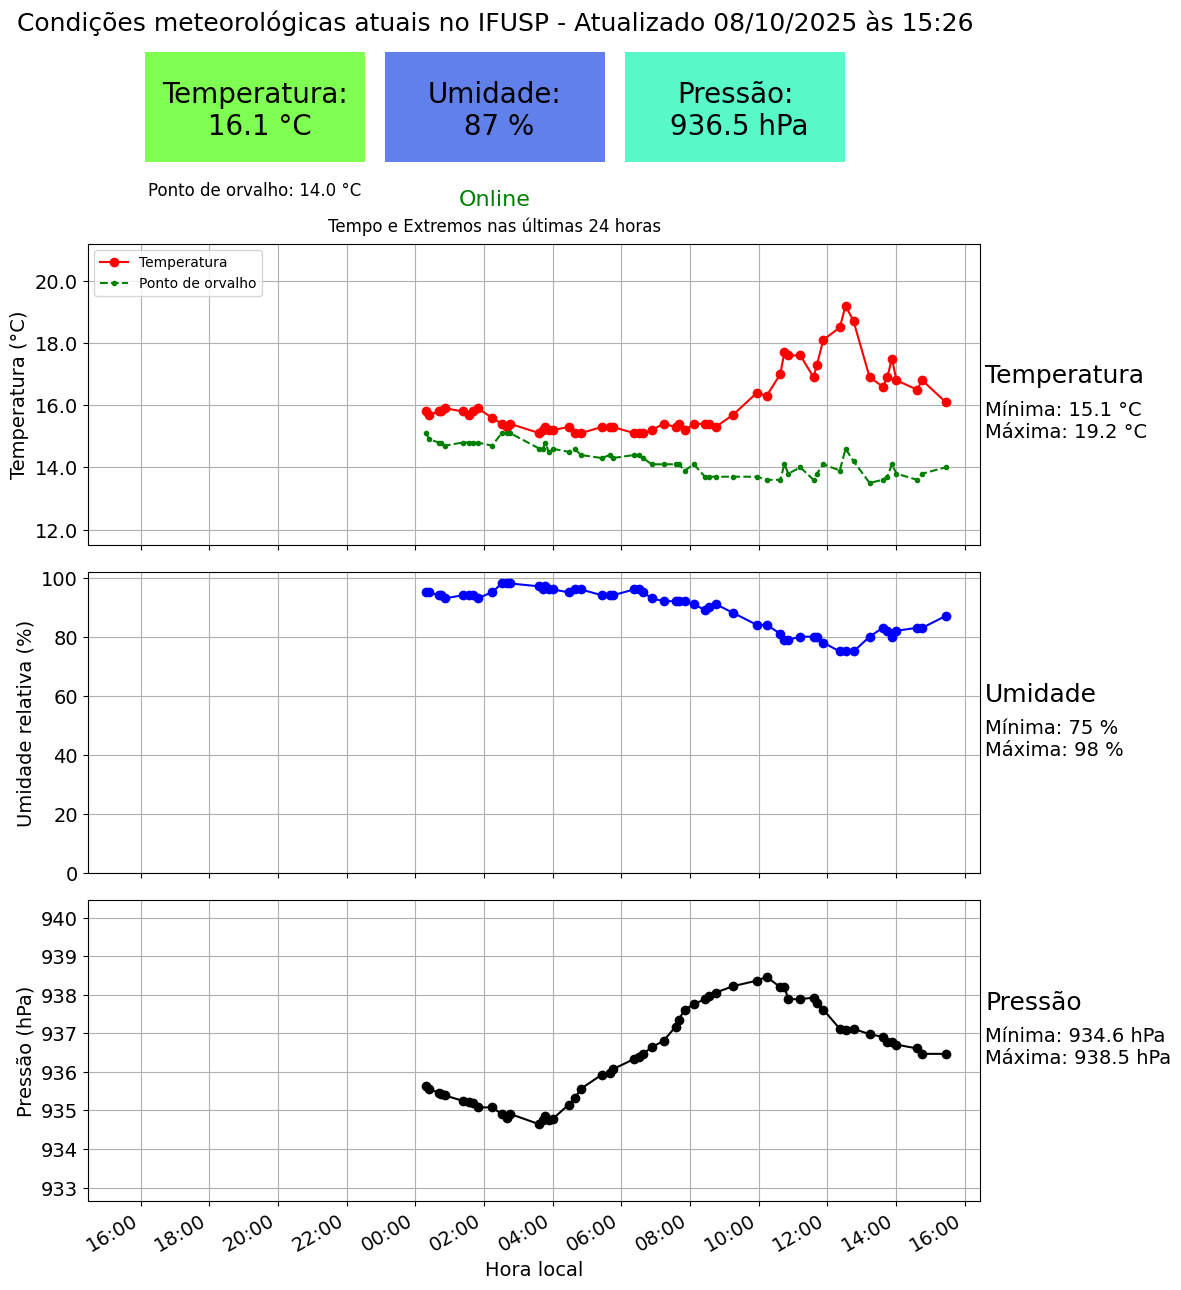 Condições meteorológicas atuais no IFUSP - Atualizado 08/10/2025 às 15:26
Temperatura:
16.1 °C
Umidade:
87 %
Pressão:
936.5 hPa
Ponto de orvalho: 14.0 °C
Online
Tempo e Extremos nas últimas 24 horas
Temperatura
Ponto de orvalho
Temperatura (°C)
20.0
18.0
16.0
14.0
12.0
Temperatura
Mínima: 15.1 °C
Máxima: 19.2 °C
Umidade relativa (%)
100
80
60
40
20
0
Umidade
Mínima: 75 %
Máxima: 98 %
Pressão (hPa)
940
939
938
937
936
935
934
933
Pressão
Mínima: 934.6 hPa
Máxima: 938.5 hPa
16:00 18:00 20:00 22:00 00:00 02:00 04:00 06:00 08:00 10:00 12:00 14:00 16:00
Hora local